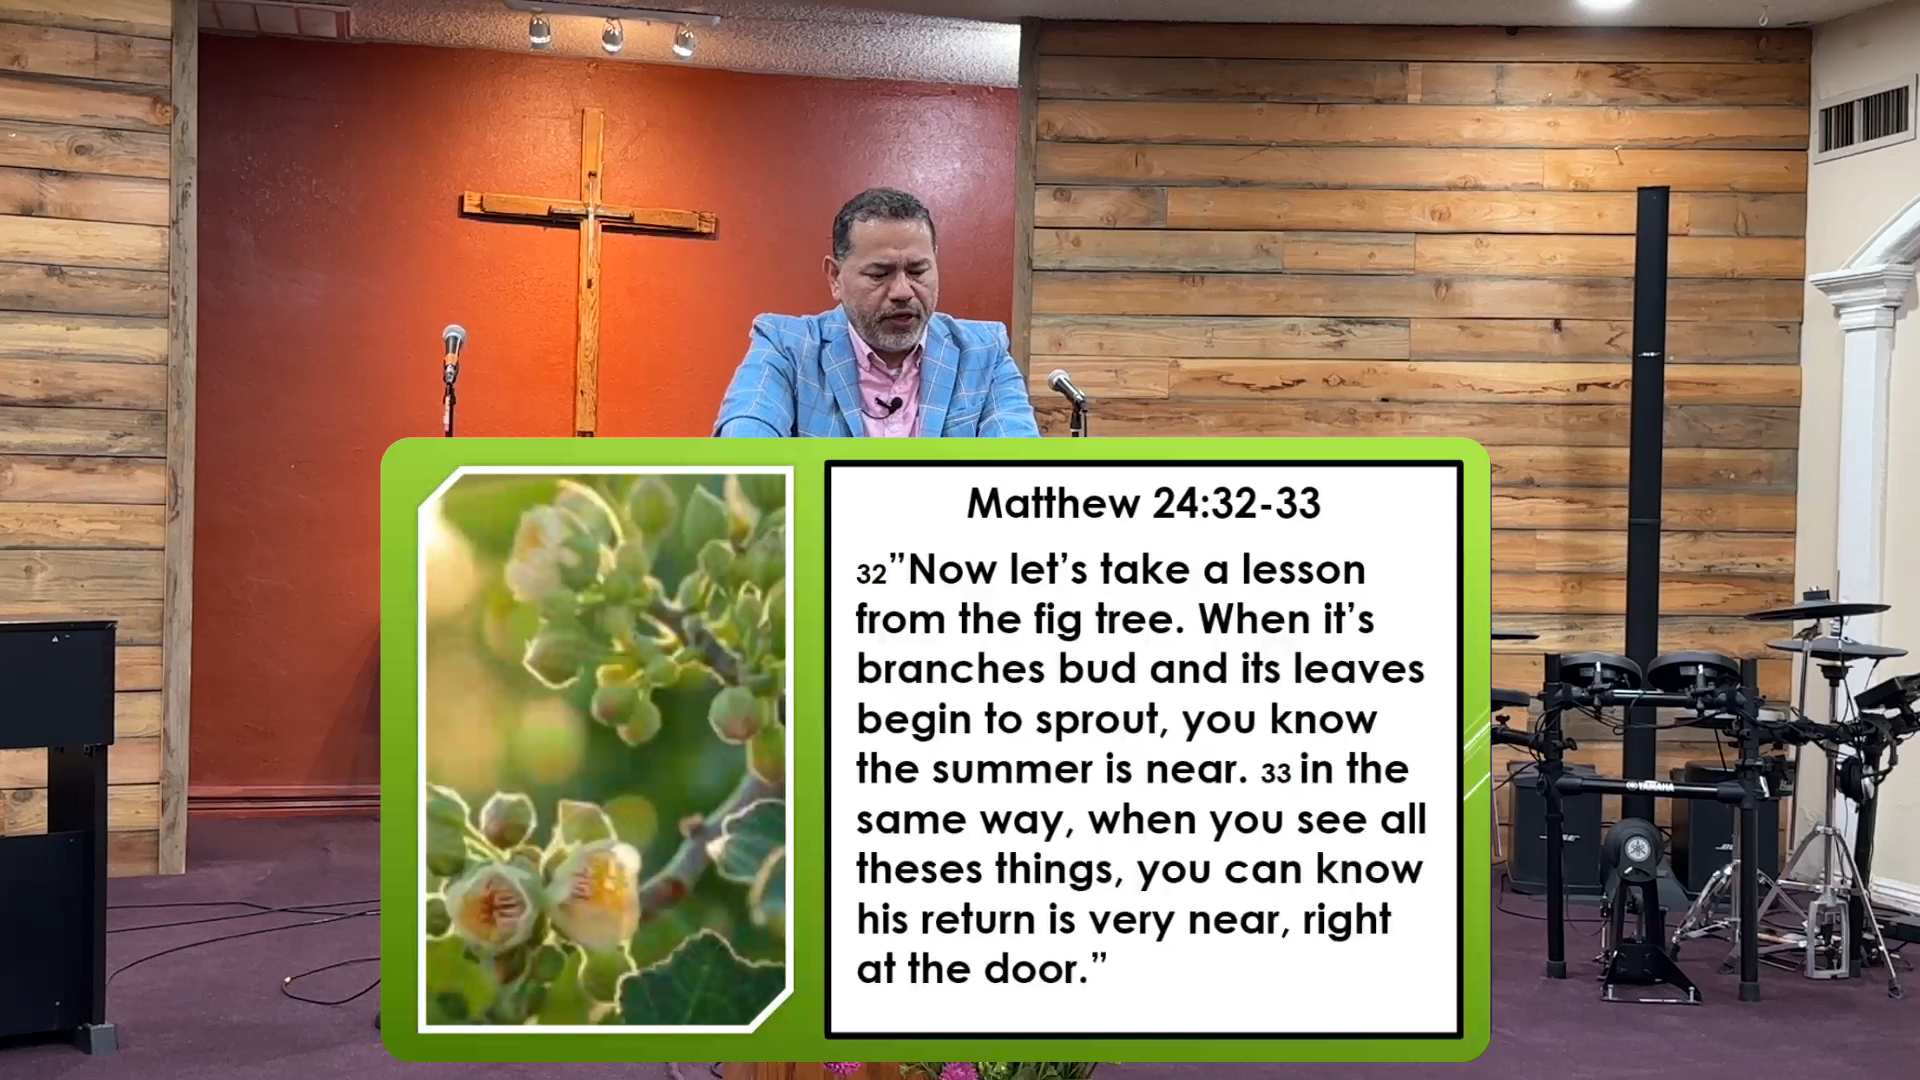 Matthew 24:32-33
32”Now let’s take a lesson
from the fig tree. When it’s
branches bud and its leaves
begin to sprout, you know
the summer is near. 33 in the
same way, when you see all
theses things, you can know
his return is very near, right
at the door.”
YAMAHA
BOSE